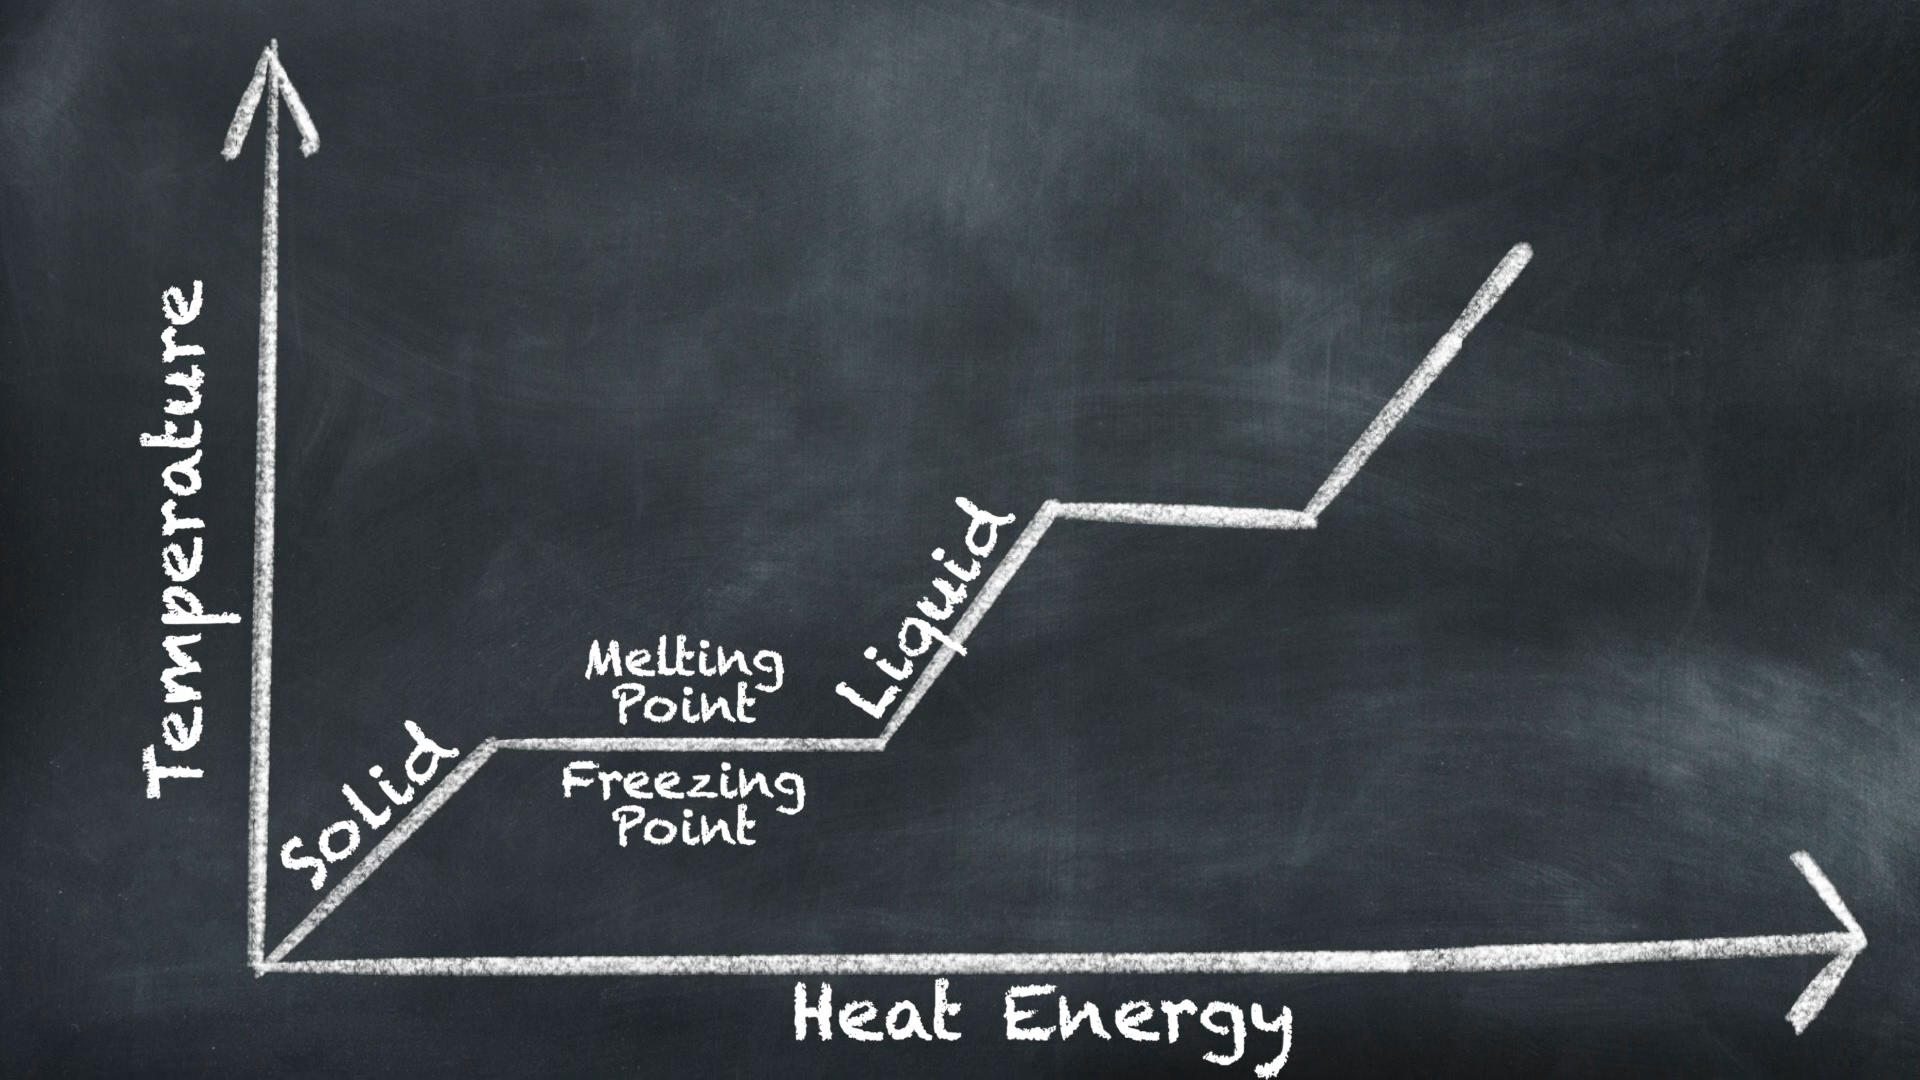 Temperature
Solid
Melting
Point
Freezing
Point
Liquid
Heat Energy